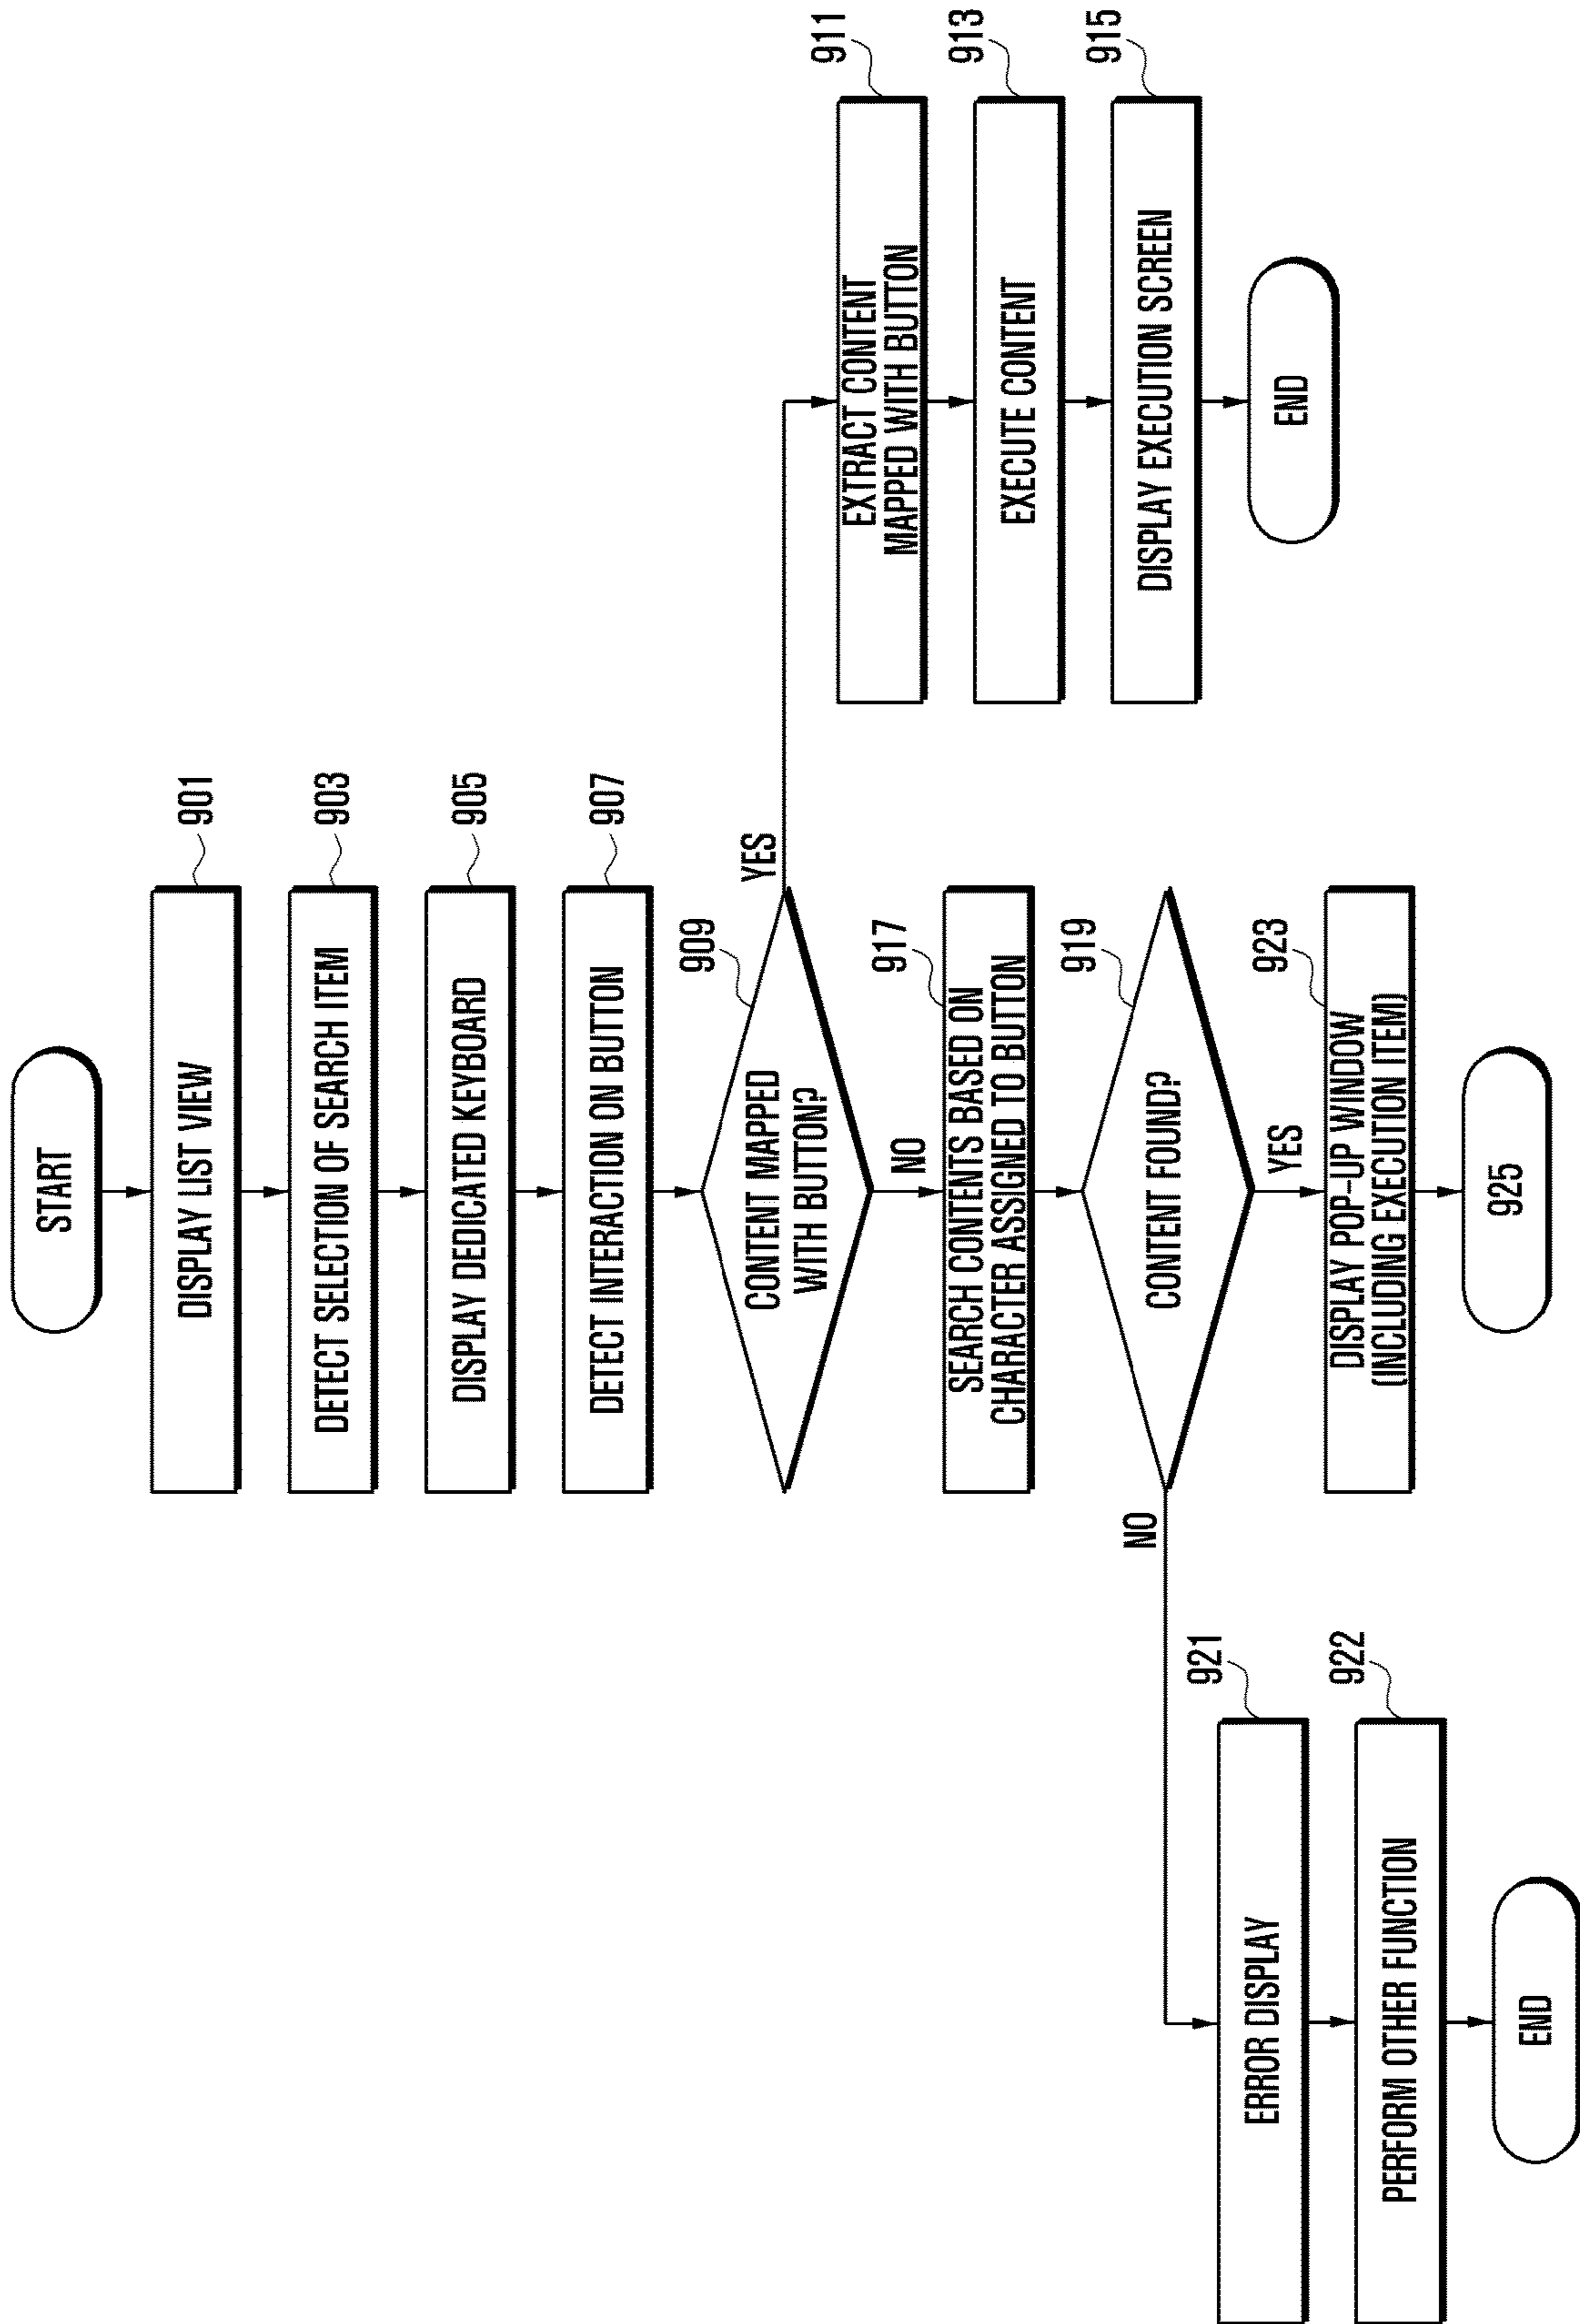 START
DISPLAY LIST VIEW
901
DETECT SELECTION OF SEARCH ITEM
903
DISPLAY DEDICATED KEYBOARD
905
DETECT INTERACTION ON BUTTON
907
909
CONTENT MAPPED
WITH BUTTON?
YES
NO
911
EXTRACT CONTENT
MAPPED WITH BUTTON
913
EXECUTE CONTENT
915
DISPLAY EXECUTION SCREEN
END
917
SEARCH CONTENTS BASED ON
CHARACTER ASSIGNED TO BUTTON
919
CONTENT FOUND?
NO
YES
921
ERROR DISPLAY
922
PERFORM OTHER FUNCTION
END
923
DISPLAY POP-UP WINDOW
(INCLUDING EXECUTION ITEM)
925